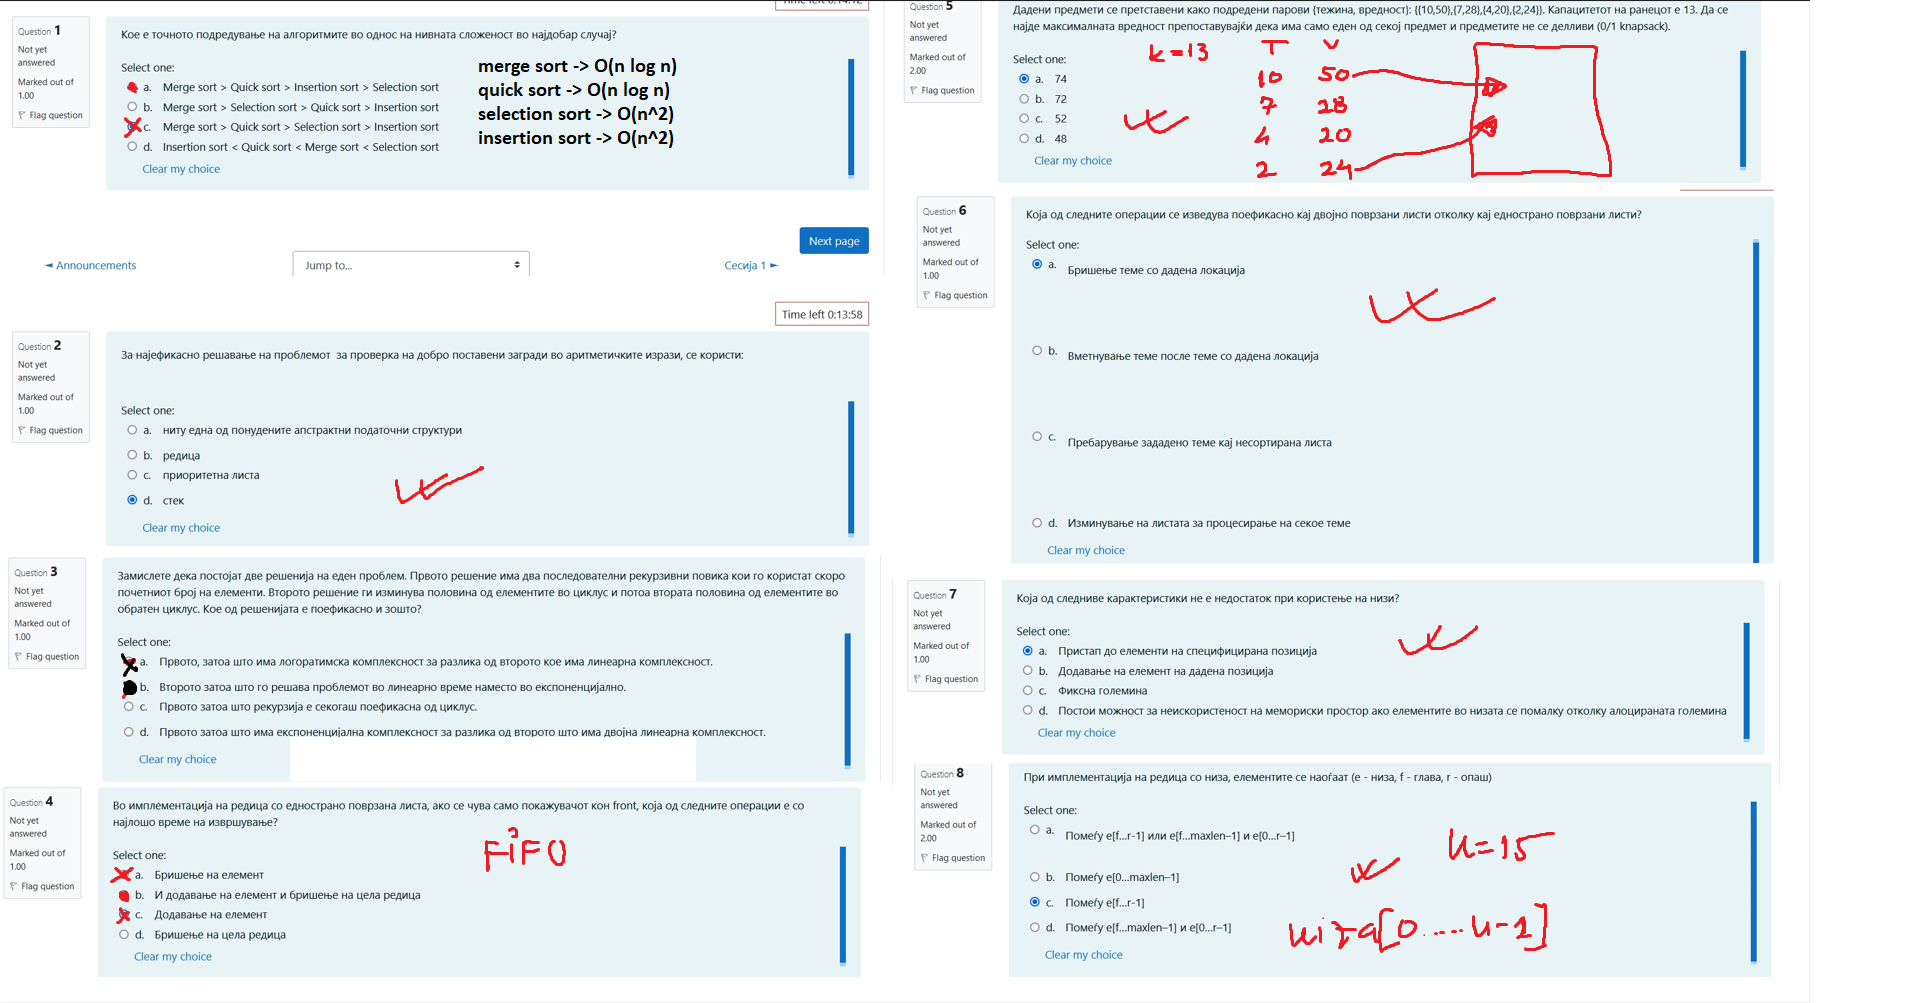 Question 1
Not yet
answered
Marked out of
1.00
Flag question
Кое е точното подредување на алгоритмите во однос на нивната сложеност во најдобар случај?
Select one:
a. Merge sort > Quick sort > Insertion sort > Selection sort
b. Merge sort > Selection sort > Quick sort > Insertion sort
c. Merge sort > Quick sort > Selection sort > Insertion sort
d. Insertion sort < Quick sort < Merge sort < Selection sort
Clear my choice
merge sort -> O(n log n)
quick sort -> O(n log n)
selection sort -> O(n^2)
insertion sort -> O(n^2)
Next page
◄ Announcements
Jump to...
Сесија 1 ►
Time left 0:13:58
Question 2
Not yet
answered
Marked out of
1.00
Flag question
За најефикасно решавање на проблемот за проверка на добро поставени загради во аритметичките изрази, се користи:
Select one:
a. ниту една од понудените апстрактни податочни структури
b. редица
c. приоритетна листа
d. стек
Clear my choice
Question 3
Not yet
answered
Marked out of
1.00
Flag question
Замислете дека постојат две решенија на еден проблем. Првото решение има два последователни рекурзивни повика кои го користат скоро
почетниот број на елементи. Второто решение ги изминува половина од елементите во циклус и потоа втората половина од елементите во
обратен циклус. Кое од решенијата е поефикасно и зошто?
Select one:
a. Првото, затоа што има логоратимска комплексност за разлика од второто кое има линеарна комплексност.
b. Второто затоа што го решава проблемот во линеарно време наместо во експоненцијално.
c. Првото затоа што рекурзија е секогаш поефикасна од циклус.
d. Првото затоа што има експоненцијална комплексност за разлика од второто што има двојна линеарна комплексност.
Clear my choice
Question 4
Not yet
answered
Marked out of
1.00
Flag question
Во имплементација на редица со еднострано поврзана листа, ако се чува само покажувачот кон front, која од следните операции е со
најлошо време на извршување?
Select one:
a. Бришење на елемент
b. И додавање на елемент и бришење на цела редица
c. Додавање на елемент
d. Бришење на цела редица
Clear my choice
FIFO
Question 5
Not yet
answered
Marked out of
2.00
Flag question
Дадени предмети се претставени како подредени парови {тежина, вредност}: {{10,50},{7,28},{4,20},{2,24}}. Капацитетот на ранецот е 13. Да се
најде максималната вредност препоставувајќи дека има само еден од секој предмет и предметите не се делливи (0/1 knapsack).
Select one:
a. 74
b. 72
c. 52
d. 48
Clear my choice
k=13
T V
10 50
7 28
4 20
2 24
Question 6
Not yet
answered
Marked out of
1.00
Flag question
Која од следните операции се изведува поефикасно кај двојно поврзани листи отколку кај еднострано поврзани листи?
Select one:
a. Бришење теме со дадена локација
b. Вметнување теме после теме со дадена локација
c. Пребарување зададено теме кај несортирана листа
d. Изминување на листата за процесирање на секое теме
Clear my choice
Question 7
Not yet
answered
Marked out of
1.00
Flag question
Која од следниве карактеристики не е недостаток при користење на низи?
Select one:
a. Пристап до елементи на специфицирана позиција
b. Додавање на елемент на дадена позиција
c. Фиксна големина
d. Постои можност за неискористеност на мемориски простор ако елементите во низата се помалку отколку алоцираната големина
Clear my choice
Question 8
Not yet
answered
Marked out of
2.00
Flag question
При имплементација на редица со низа, елементите се наоѓаат (e - низа, f - глава, r - опаш)
Select one:
a. Помеѓу e[f...r-1] или e[f...maxlen–1] и e[0...r–1]
b. Помеѓу e[0...maxlen–1]
c. Помеѓу e[f...r-1]
d. Помеѓу e[f...maxlen–1] и e[0...r–1]
Clear my choice
n=15
niza[0....n-1]